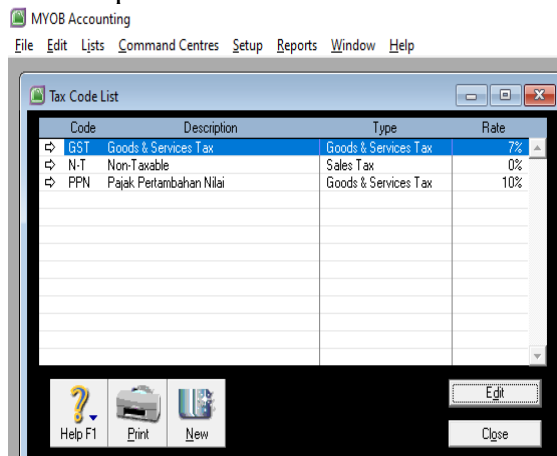 MYOB Accounting
File Edit Lists Command Centres Setup Reports Window Help
Tax Code List
Code Description Type Rate
GST Goods & Services Tax Goods & Services Tax 7%
N-T Non-Taxable Sales Tax 0%
PPN Pajak Pertambahan Nilai Goods & Services Tax 10%
Edit
Help F1 Print New Close